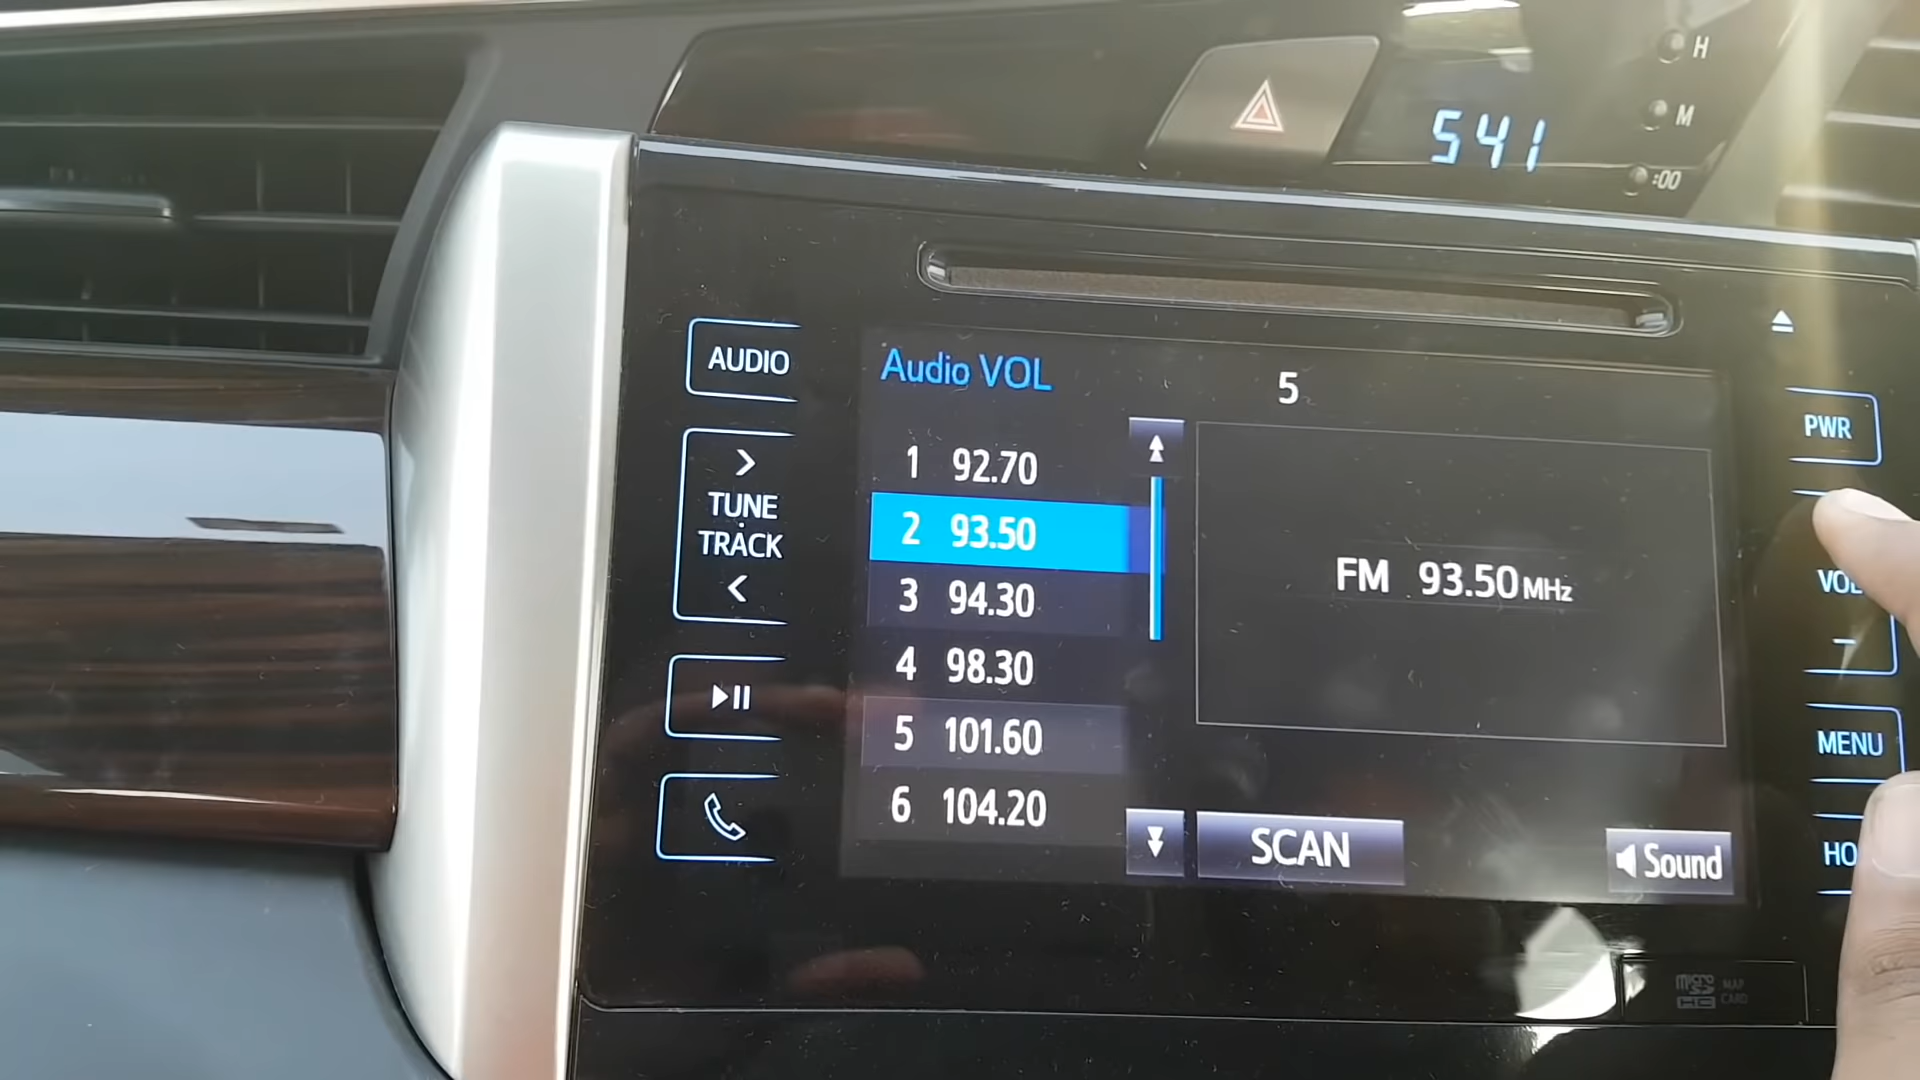 H
M
:00
541
AUDIO
Audio VOL 5
PWR
1 92.70
TUNE
TRACK
2 93.50
3 94.30
4 98.30
5 101.60
6 104.20
FM 93.50 MHz
VOL
MENU
HO
SCAN
Sound
micro
SD
HC
MAP
CARD